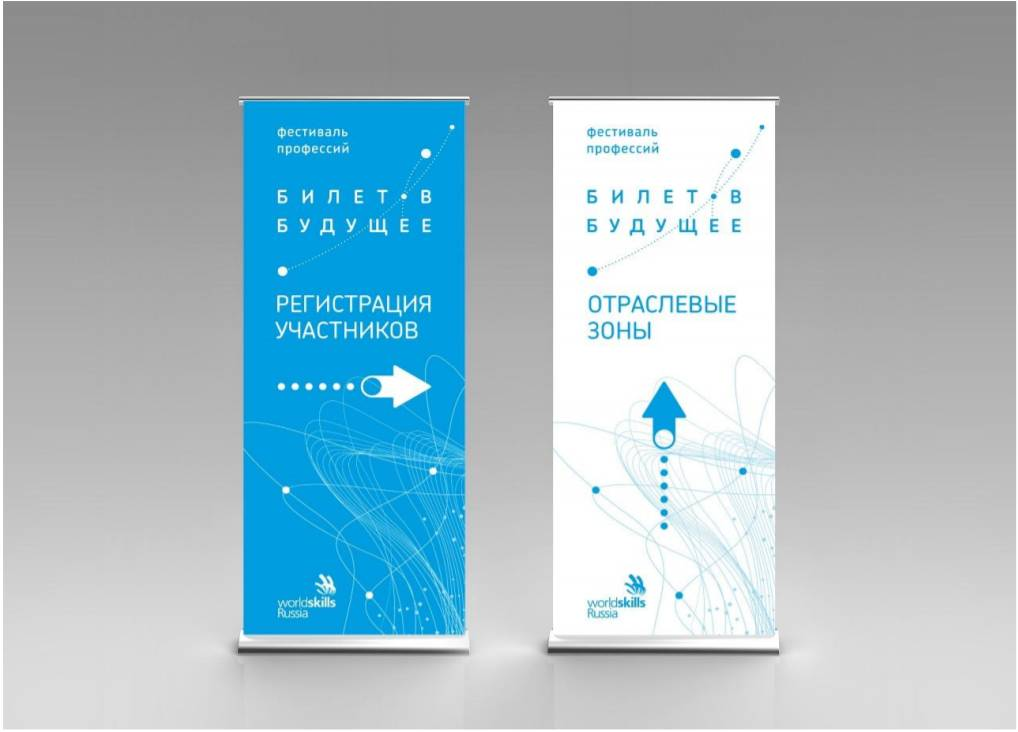 фестиваль
профессий
БИЛЕТ В
БУДУЩЕЕ
РЕГИСТРАЦИЯ
УЧАСТНИКОВ
worldskills
Russia
фестиваль
профессий
БИЛЕТ В
БУДУЩЕЕ
ОТРАСЛЕВЫЕ
ЗОНЫ
worldskills
Russia